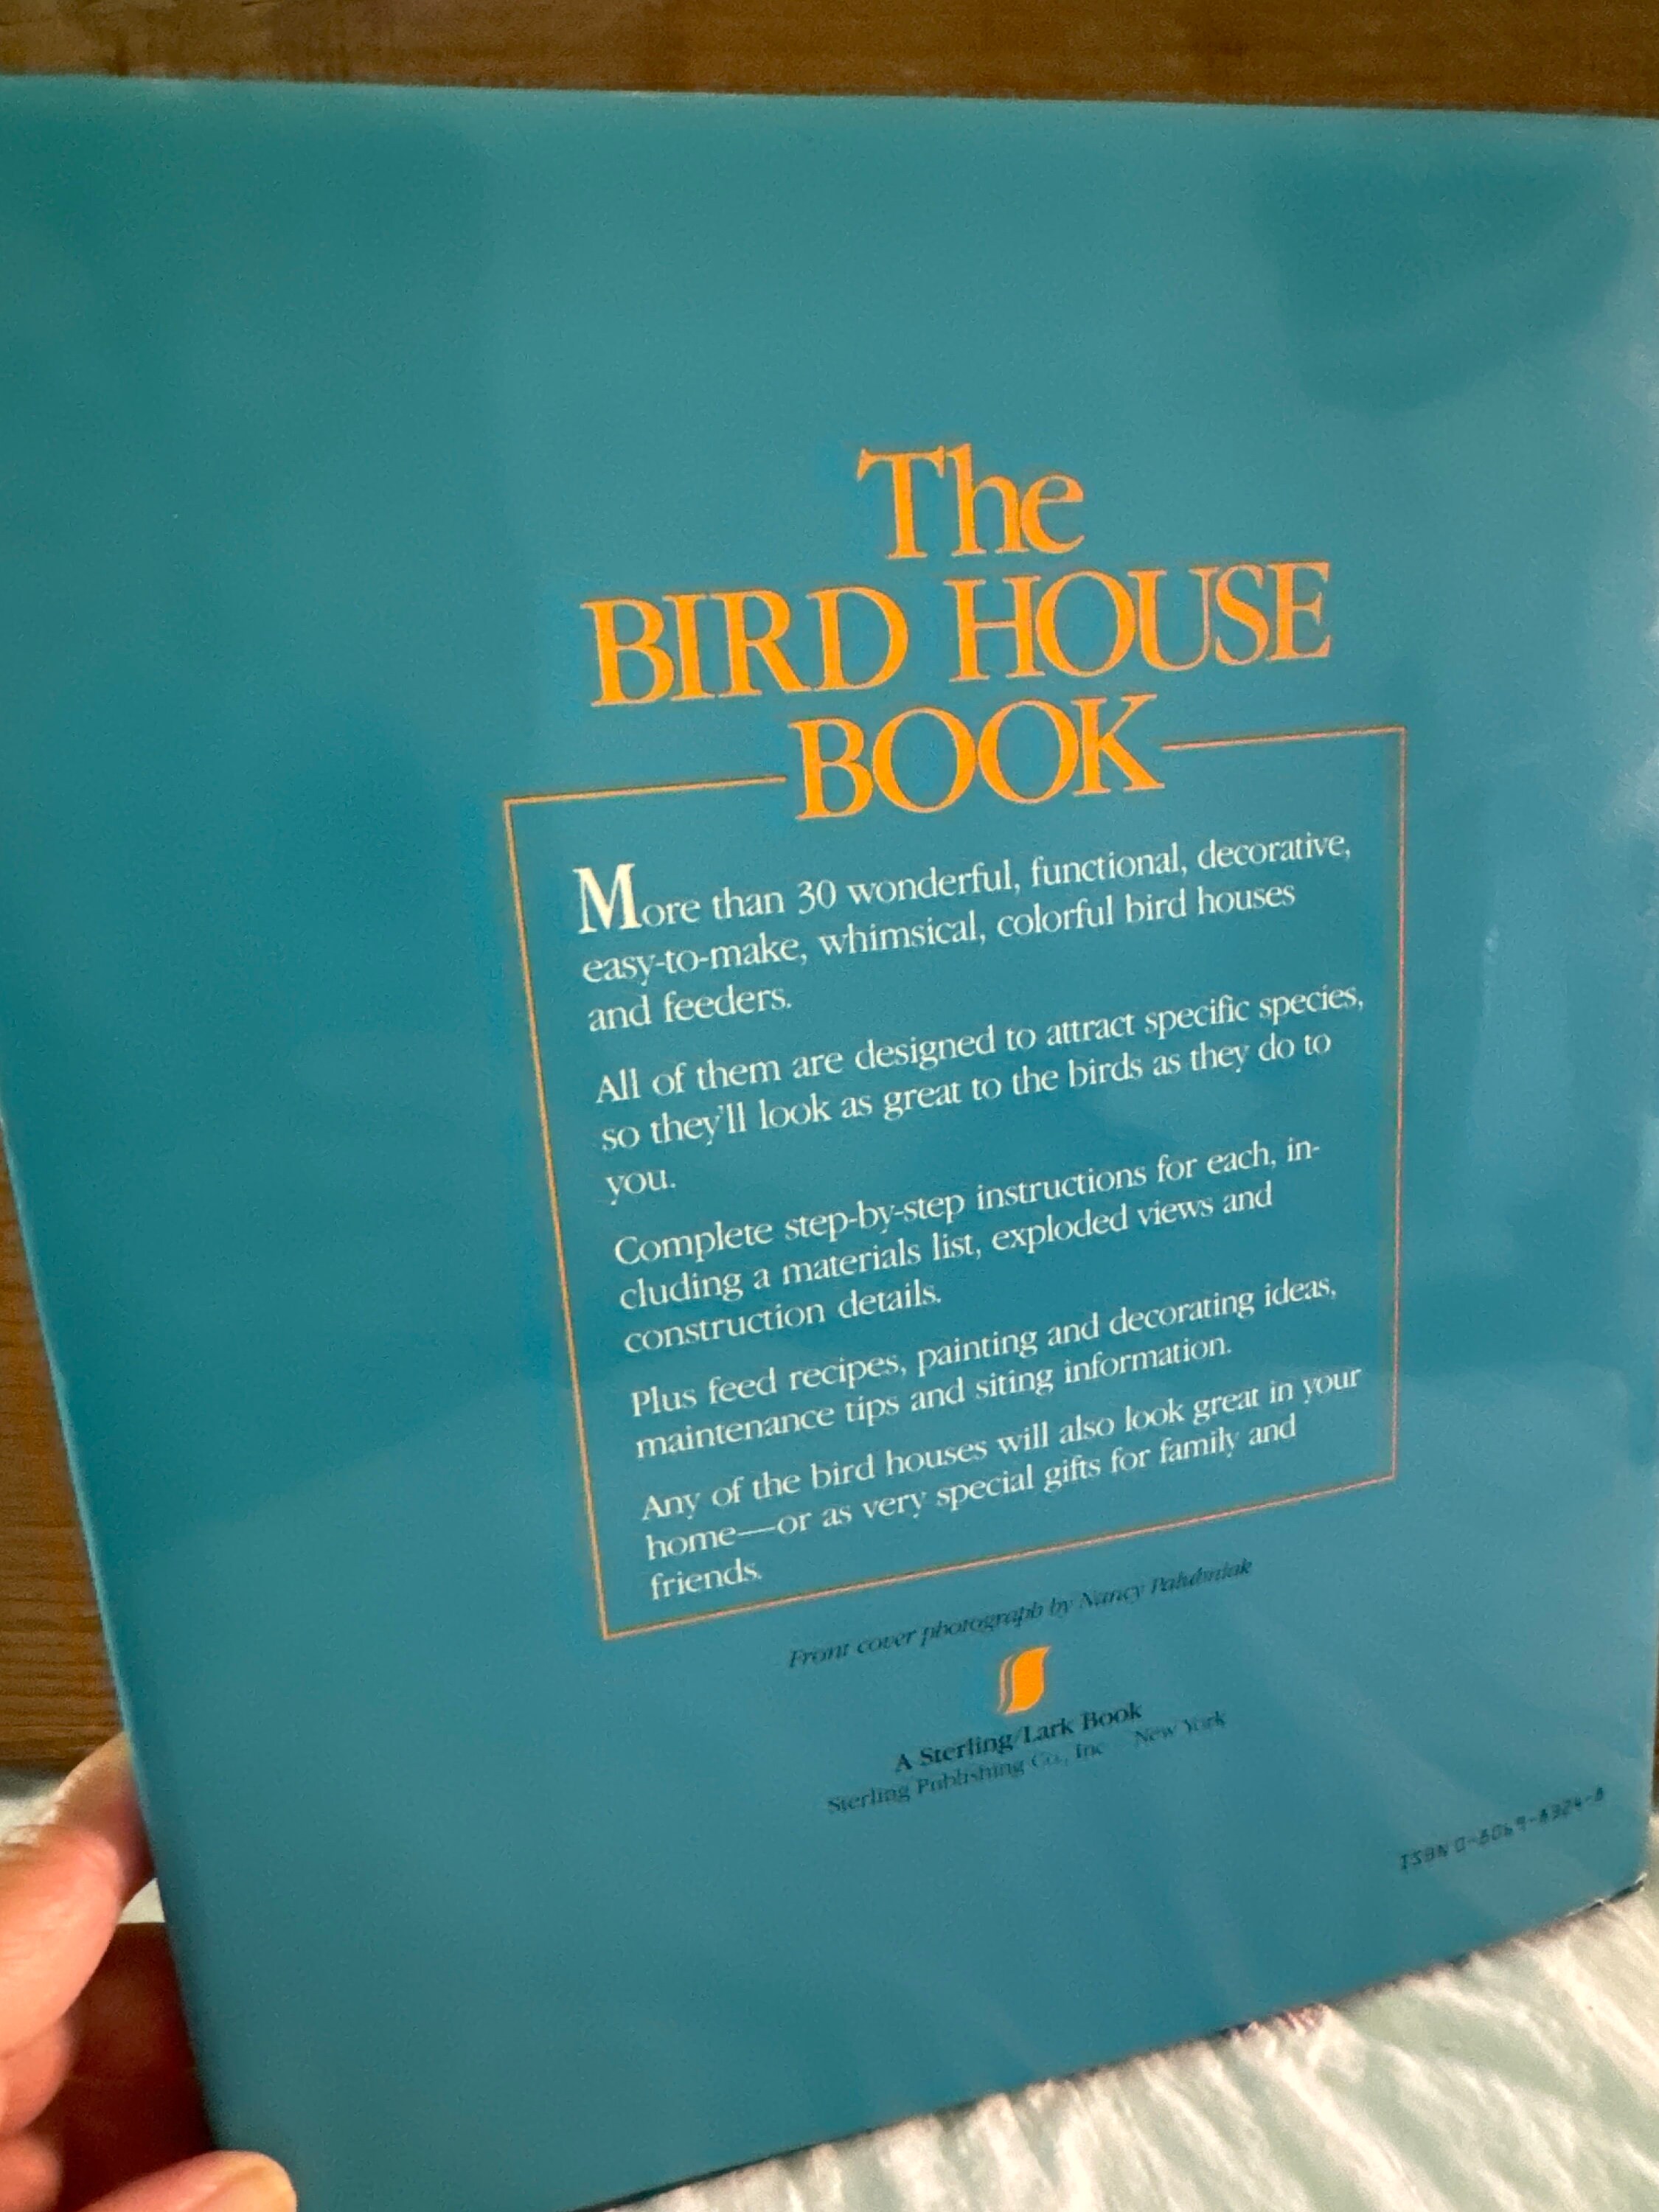 The
BIRD HOUSE
BOOK
More than 30 wonderful, functional, decorative,
easy-to-make, whimsical, colorful bird houses
and feeders.
All of them are designed to attract specific species,
so they'll look as great to the birds as they do to
you.
Complete step-by-step instructions for each, in-
cluding a materials list, exploded views and
construction details.
Plus feed recipes, painting and decorating ideas,
maintenance tips and siting information.
Any of the bird houses will also look great in your
home—or as very special gifts for family and
friends.
Front cover photograph by Nancy Palubniak
A Sterling/Lark Book
Sterling Publishing Co., Inc New York
ISBN